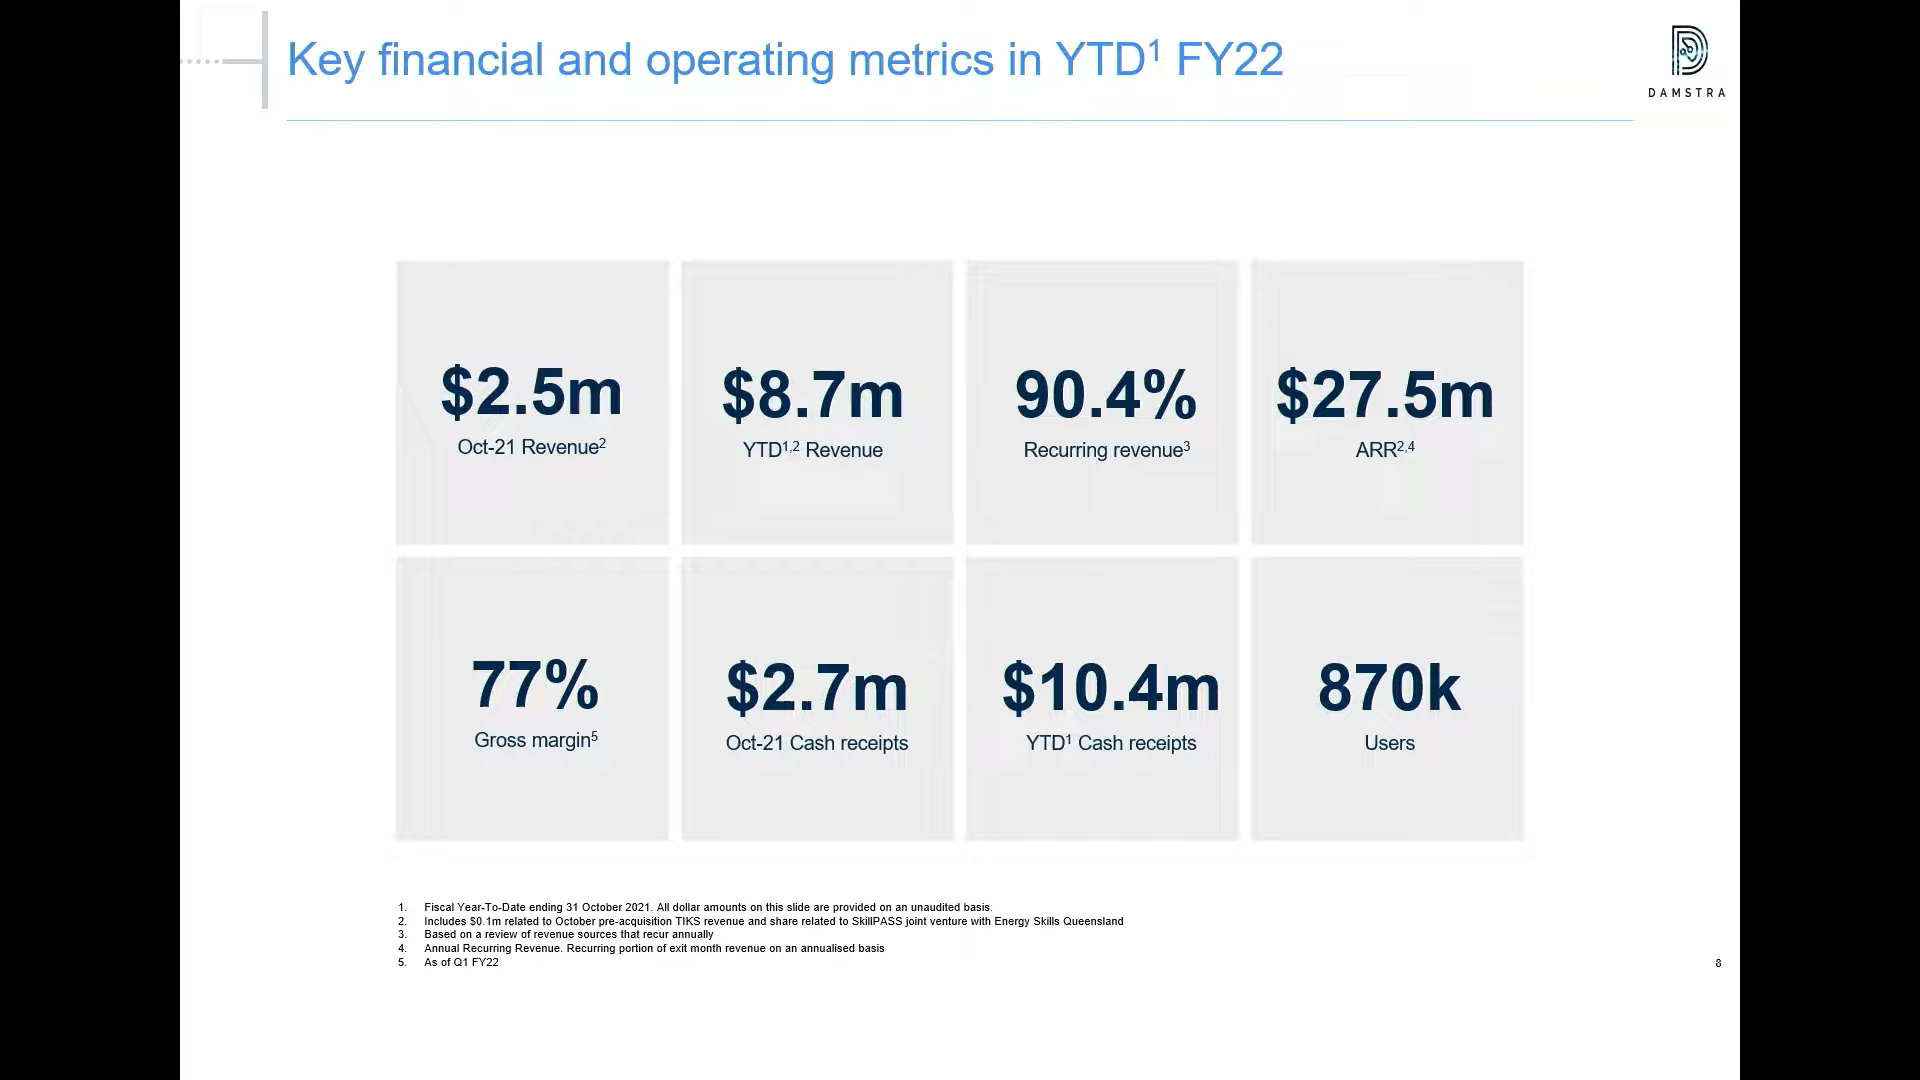 Key financial and operating metrics in YTD¹ FY22
DAMSTRA
$2.5m
Oct-21 Revenue²
$8.7m
YTD¹,² Revenue
90.4%
Recurring revenue³
$27.5m
ARR²,⁴
77%
Gross margin⁵
$2.7m
Oct-21 Cash receipts
$10.4m
YTD¹ Cash receipts
870k
Users
1. Fiscal Year-To-Date ending 31 October 2021. All dollar amounts on this slide are provided on an unaudited basis.
2. Includes $0.1m related to October pre-acquisition TIKS revenue and share related to SkillPASS joint venture with Energy Skills Queensland
3. Based on a review of revenue sources that recur annually
4. Annual Recurring Revenue. Recurring portion of exit month revenue on an annualised basis
5. As of Q1 FY22
8